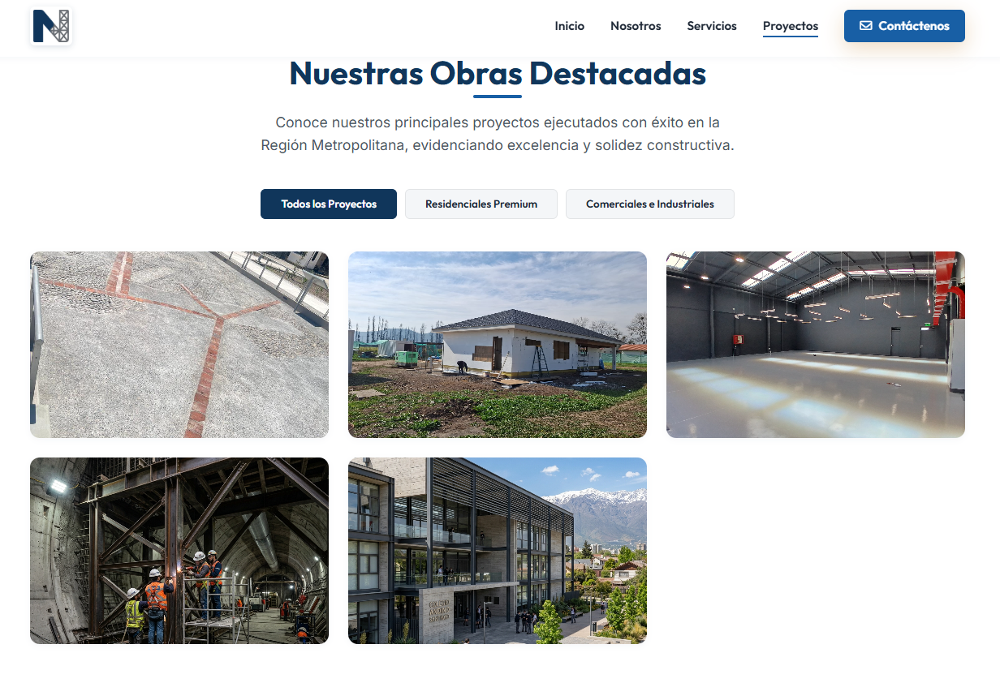 N
Inicio
Nosotros
Servicios
Proyectos
Contáctenos
Nuestras Obras Destacadas
Conoce nuestros principales proyectos ejecutados con éxito en la
Región Metropolitana, evidenciando excelencia y solidez constructiva.
Todos los Proyectos
Residenciales Premium
Comerciales e Industriales